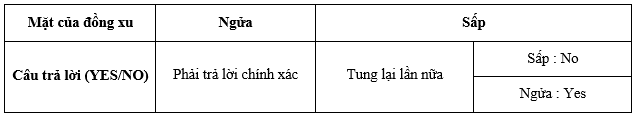 Mặt của đồng xu
Ngửa
Sấp
Câu trả lời (YES/NO)
Phải trả lời chính xác
Tung lại lần nữa
Sấp : No
Ngửa : Yes